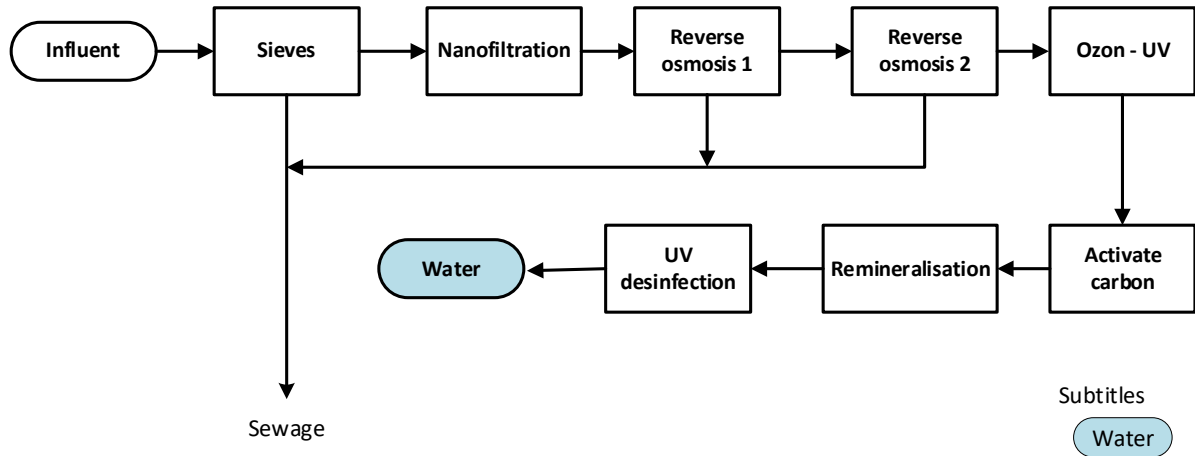 Influent
Sieves
Nanofiltration
Reverse
osmosis 1
Reverse
osmosis 2
Ozon - UV
Water
UV
desinfection
Remineralisation
Activate
carbon
Sewage
Subtitles
Water